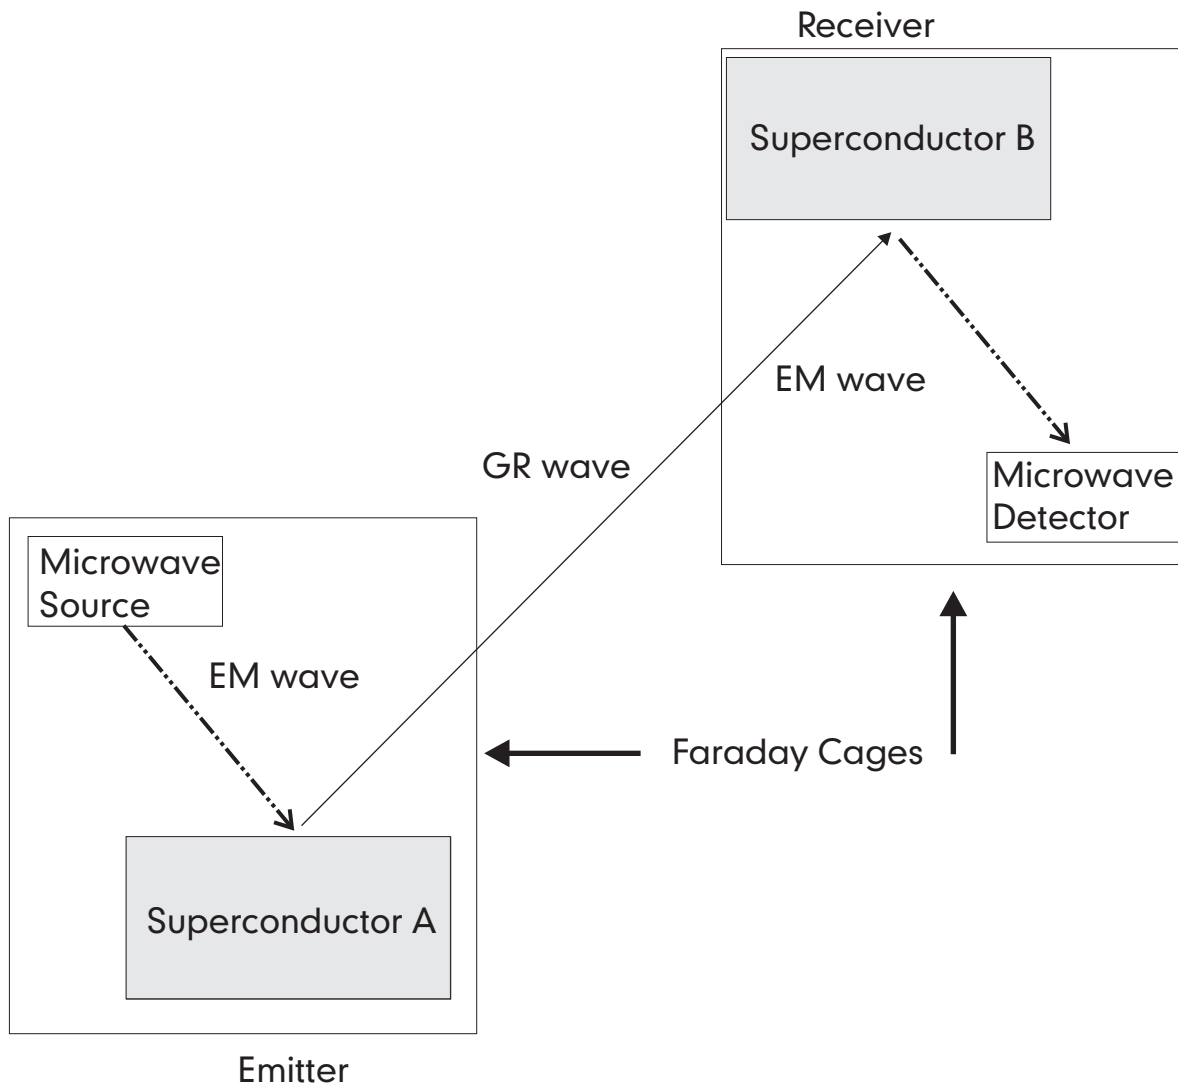 Receiver
Superconductor B
EM wave
GR wave
Microwave
Detector
Microwave
Source
EM wave
Faraday Cages
Superconductor A
Emitter